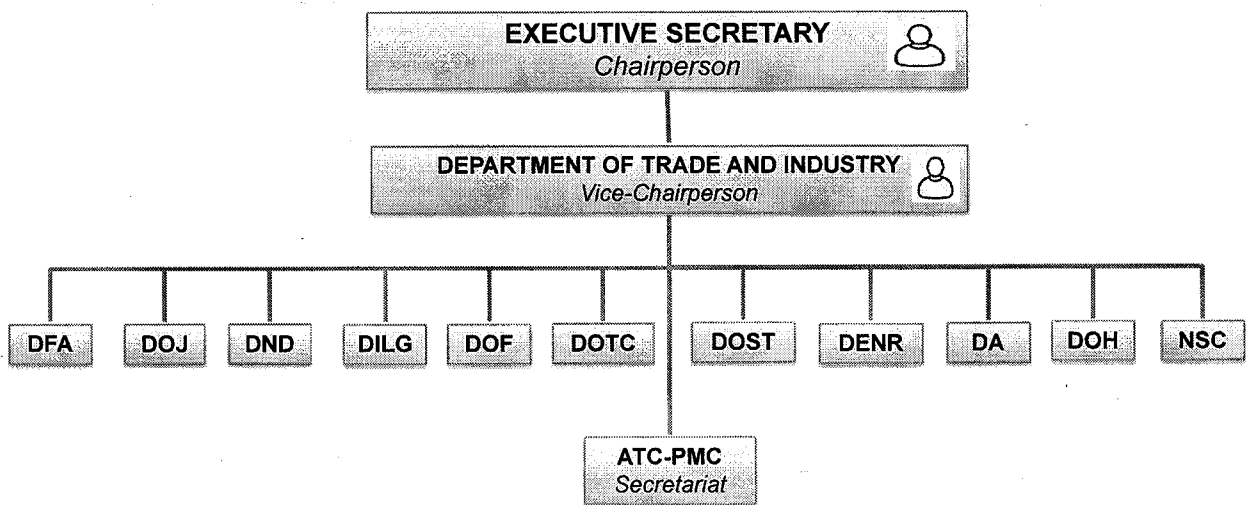 EXECUTIVE SECRETARY
Chairperson
DEPARTMENT OF TRADE AND INDUSTRY
Vice-Chairperson
DFA
DOJ
DND
DILG
DOF
DOTC
DOST
DENR
DA
DOH
NSC
ATC-PMC
Secretariat